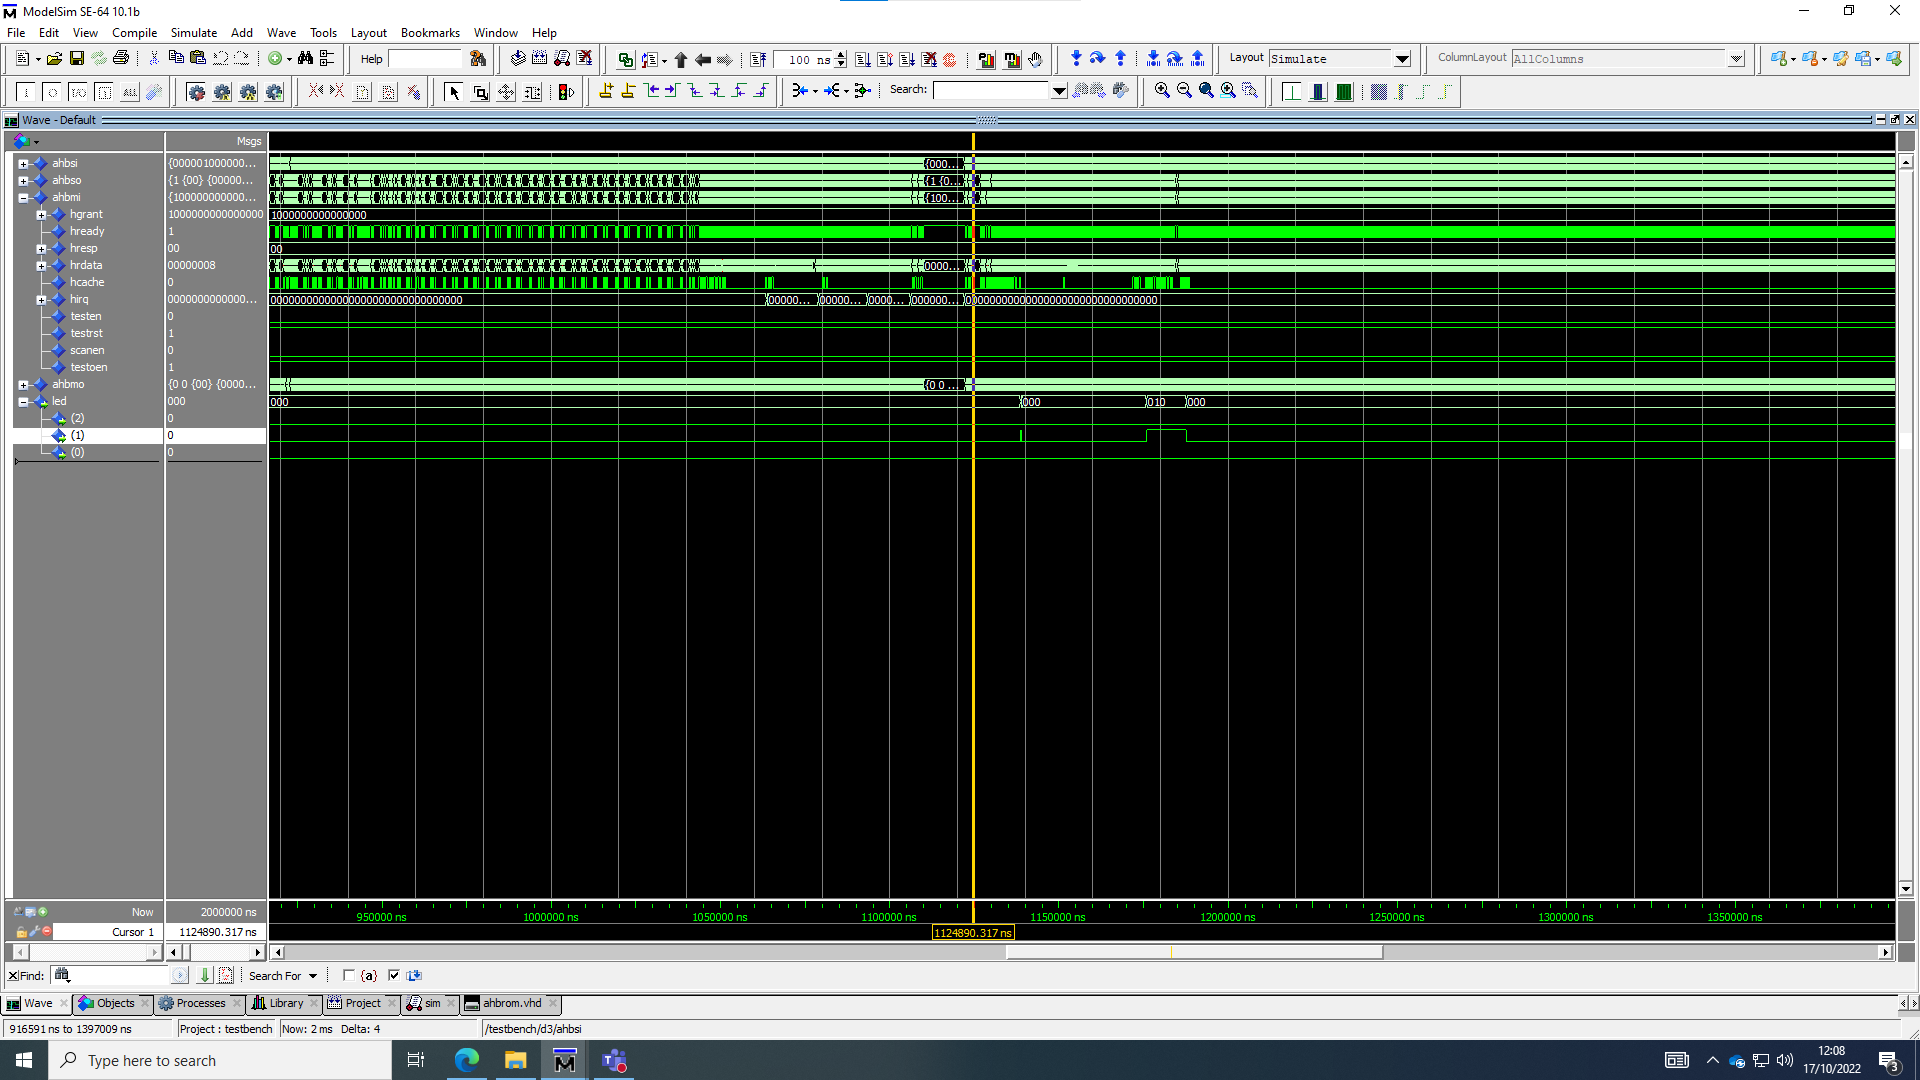 ModelSim SE-64 10.1b
File Edit View Compile Simulate Add Wave Tools Layout Bookmarks Window Help
Help 100 ns Layout Simulate ColumnLayout AllColumns
Search:
Wave - Default
Msgs
ahbsi {000001000000... {000...
ahbso {1 {00} {00000... {1 {0...
ahbmi {100000000000... {100...
hgrant 1000000000000000 1000000000000000
hready 1
hresp 00 00
hrdata 00000008 0000...
hcache 0
hirq 0000000000000... 00000000000000000000000000000000 00000... 00000... 0000... 000000... 00000000000000000000000000000000
testen 0
testrst 1
scanen 0
testoen 1
ahbmo {0 0 {00} {0000... {0 0 ...
led 000 000 000 010 000
(2) 0
(1) 0
(0) 0
Now 2000000 ns 950000 ns 1000000 ns 1050000 ns 1100000 ns 1150000 ns 1200000 ns 1250000 ns 1300000 ns 1350000 ns
Cursor 1 1124890.317 ns 1124890.317 ns
Find: Search For {a}
Wave Objects Processes Library Project sim ahbrom.vhd
916591 ns to 1397009 ns Project : testbench Now: 2 ms Delta: 4 /testbench/d3/ahbsi
Type here to search
12:08
17/10/2022
3